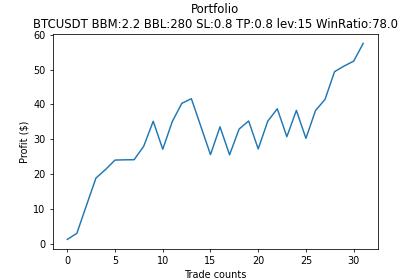 Portfolio
BTCUSDT BBM:2.2 BBL:280 SL:0.8 TP:0.8 lev:15 WinRatio:78.0
60
50
40
30
20
10
0
Profit ($)
0 5 10 15 20 25 30
Trade counts